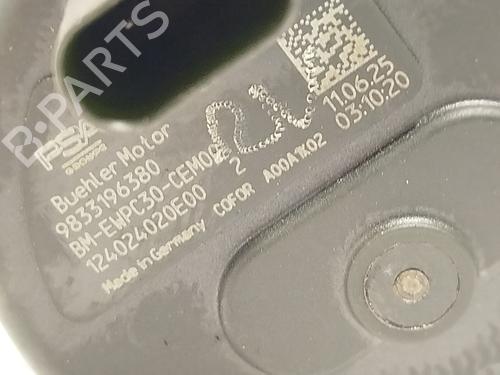 B-PARTS
PSA
Buehler Motor
9833196380
BM-EWPC30-CEM0
124024020E00
Made in Germany
2
COFOR A00A1K02
11.06.25
03:10:20